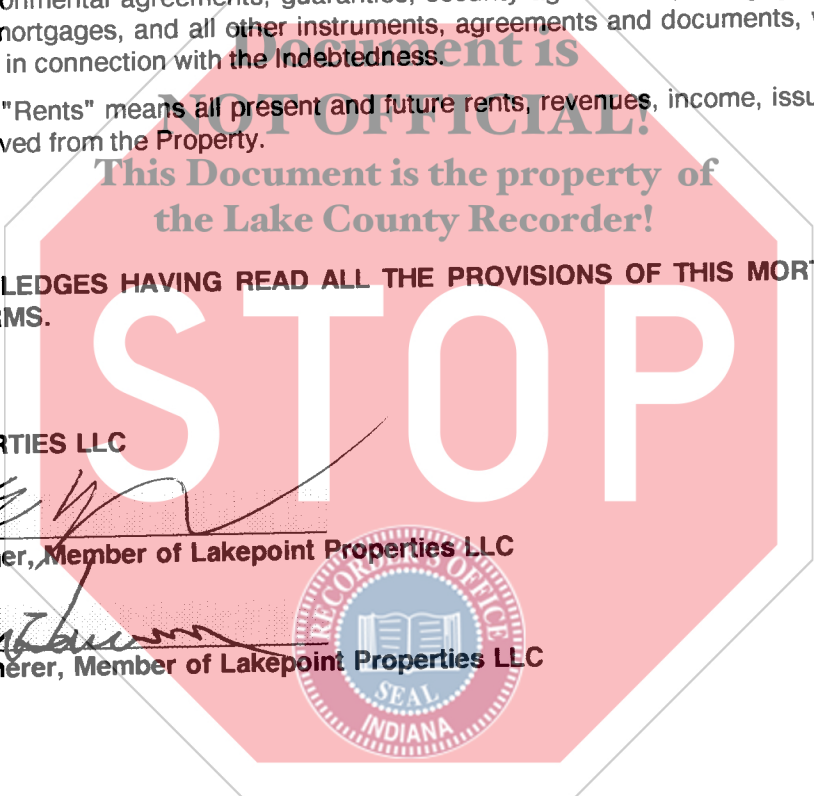 onmental agreements, guaranties, security agreements
mortgages, and all other instruments, agreements and documents,
in connection with the Indebtedness.
Document is
"Rents" means all present and future rents, revenues, income, issu
NOT OFFICIAL!
ved from the Property.
This Document is the property of
the Lake County Recorder!
LEDGES HAVING READ ALL THE PROVISIONS OF THIS MORT
RMS.
STOP
RTIES LLC
er, Member of Lakepoint Properties LLC
RECORDER'S OFFICE
herer, Member of Lakepoint Properties LLC
SEAL
INDIANA